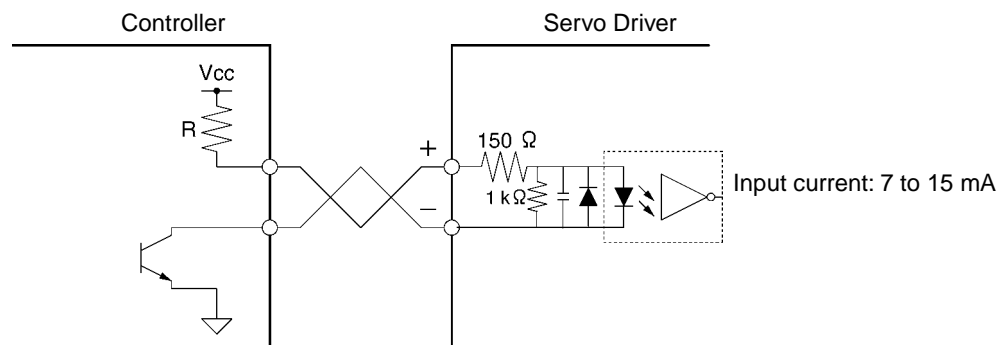 Controller
Servo Driver
Vcc
R
+
150 Ω
1 kΩ
Input current: 7 to 15 mA
−